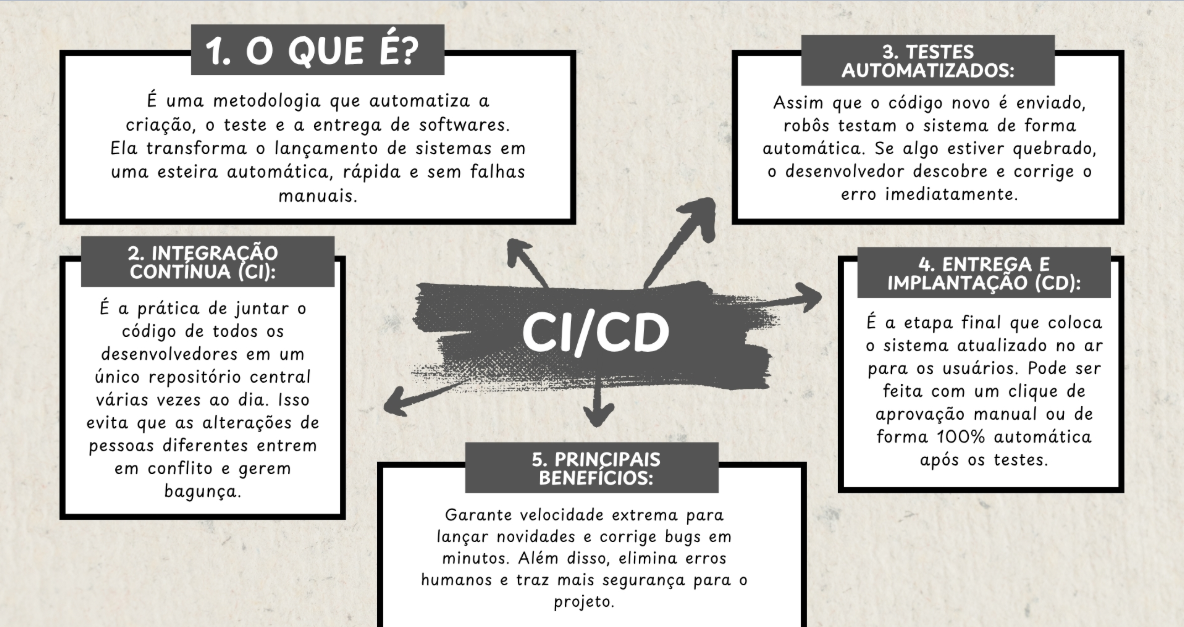 1. O QUE É?
É uma metodologia que automatiza a
criação, o teste e a entrega de softwares.
Ela transforma o lançamento de sistemas em
uma esteira automática, rápida e sem falhas
manuais.
2. INTEGRAÇÃO
CONTÍNUA (CI):
É a prática de juntar o
código de todos os
desenvolvedores em um
único repositório central
várias vezes ao dia. Isso
evita que as alterações de
pessoas diferentes entrem
em conflito e gerem
bagunça.
3. TESTES
AUTOMATIZADOS:
Assim que o código novo é enviado,
robôs testam o sistema de forma
automática. Se algo estiver quebrado,
o desenvolvedor descobre e corrige o
erro imediatamente.
4. ENTREGA E
IMPLANTAÇÃO (CD):
É a etapa final que coloca
o sistema atualizado no ar
para os usuários. Pode ser
feita com um clique de
aprovação manual ou de
forma 100% automática
após os testes.
CI/CD
5. PRINCIPAIS
BENEFÍCIOS:
Garante velocidade extrema para
lançar novidades e corrige bugs em
minutos. Além disso, elimina erros
humanos e traz mais segurança para o
projeto.